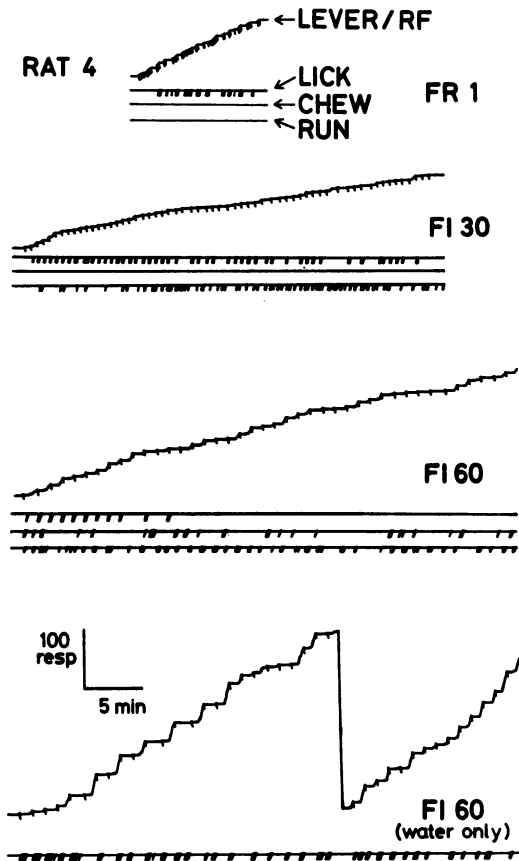 LEVER/RF
RAT 4
LICK
FR 1
CHEW
RUN
FI 30
FI 60
100
resp
5 min
FI 60
(water only)